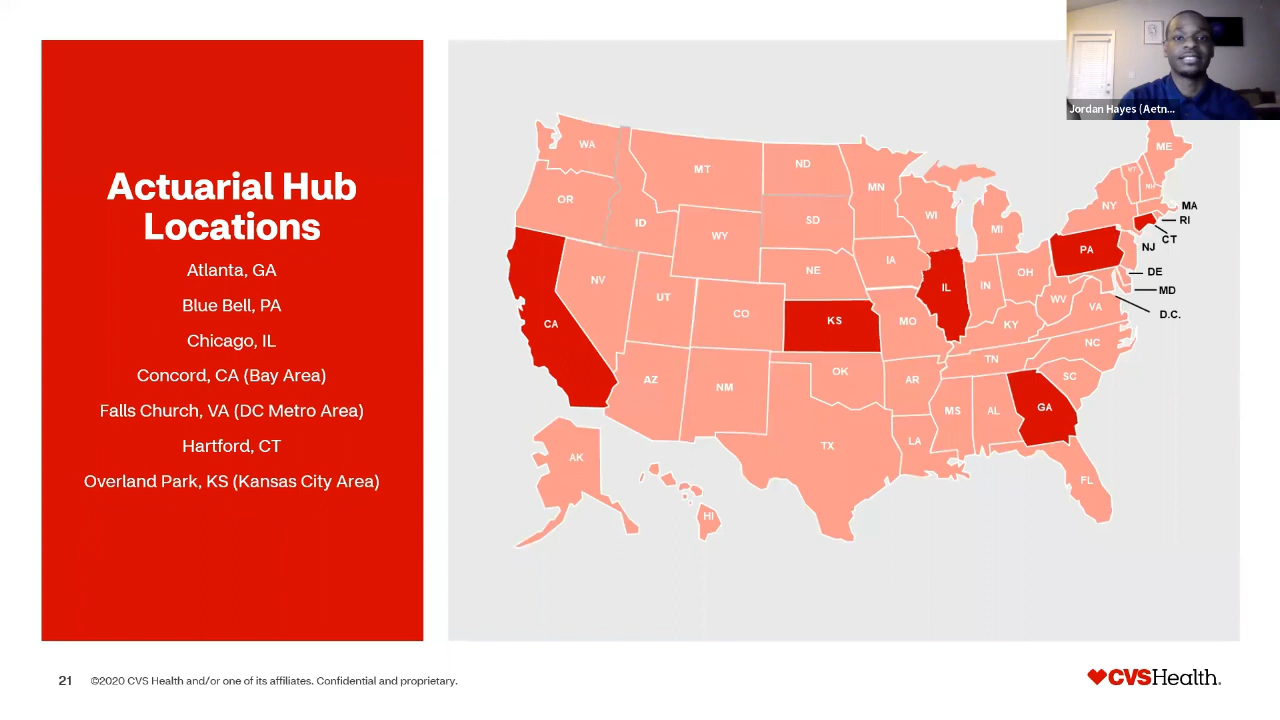 Actuarial Hub
Locations
Atlanta, GA
Blue Bell, PA
Chicago, IL
Concord, CA (Bay Area)
Falls Church, VA (DC Metro Area)
Hartford, CT
Overland Park, KS (Kansas City Area)
Jordan Hayes (Aetn...
WA
MT
ND
MN
ME
VT
NH
OR
ID
SD
WI
MI
NY
MA
RI
CT
NJ
WY
IA
PA
NV
NE
IL
IN
OH
DE
MD
UT
CO
KS
MO
WV
VA
D.C.
CA
KY
NC
AZ
NM
OK
AR
TN
SC
MS
AL
GA
TX
LA
AK
HI
FL
21 ©2020 CVS Health and/or one of its affiliates. Confidential and proprietary.
CVSHealth.